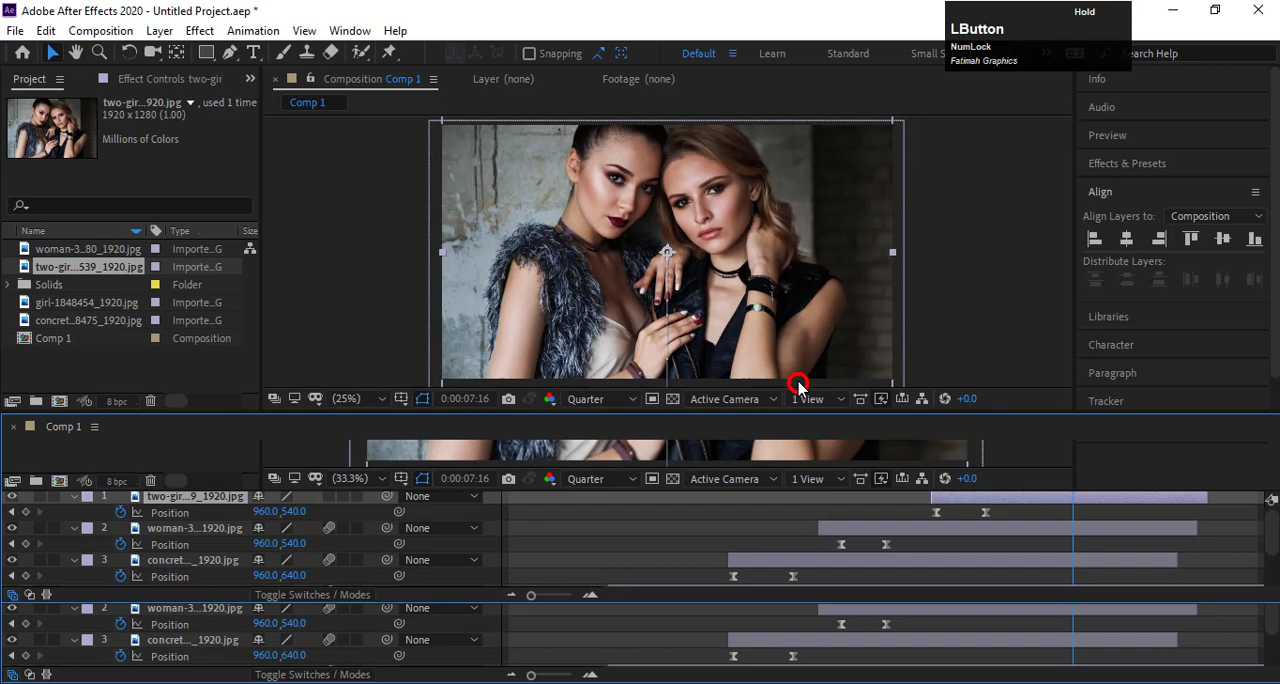 Adobe After Effects 2020 - Untitled Project.aep *
Hold
LButton
NumLock
Fatimah Graphics
File Edit Composition Layer Effect Animation View Window Help
Snapping
Default Learn Standard Small S
Search Help
Project Effect Controls two-gir
Composition Comp 1 Layer (none) Footage (none)
Comp 1
two-gir...920.jpg , used 1 time
1920 x 1280 (1.00)
Millions of Colors
Name Type Size
woman-3...80_1920.jpg Importe...G
two-gir...539_1920.jpg Importe...G
Solids Folder
girl-1848454_1920.jpg Importe...G
concret...8475_1920.jpg Importe...G
Comp 1 Composition
8 bpc
(25%) 0:00:07:16 Quarter Active Camera 1 View +0.0
Info
Audio
Preview
Effects & Presets
Align
Align Layers to: Composition
Distribute Layers:
Libraries
Character
Paragraph
Tracker
Comp 1
8 bpc (33.3%) 0:00:07:16 Quarter Active Camera 1 View +0.0
1 two-gir...9_1920.jpg None
Position 960.0,540.0
2 woman-3...1920.jpg None
Position 960.0,540.0
3 concret..._1920.jpg None
Position 960.0,640.0
Toggle Switches / Modes
2 woman-3...1920.jpg None
Position 960.0,540.0
3 concret..._1920.jpg None
Position 960.0,640.0
Toggle Switches / Modes